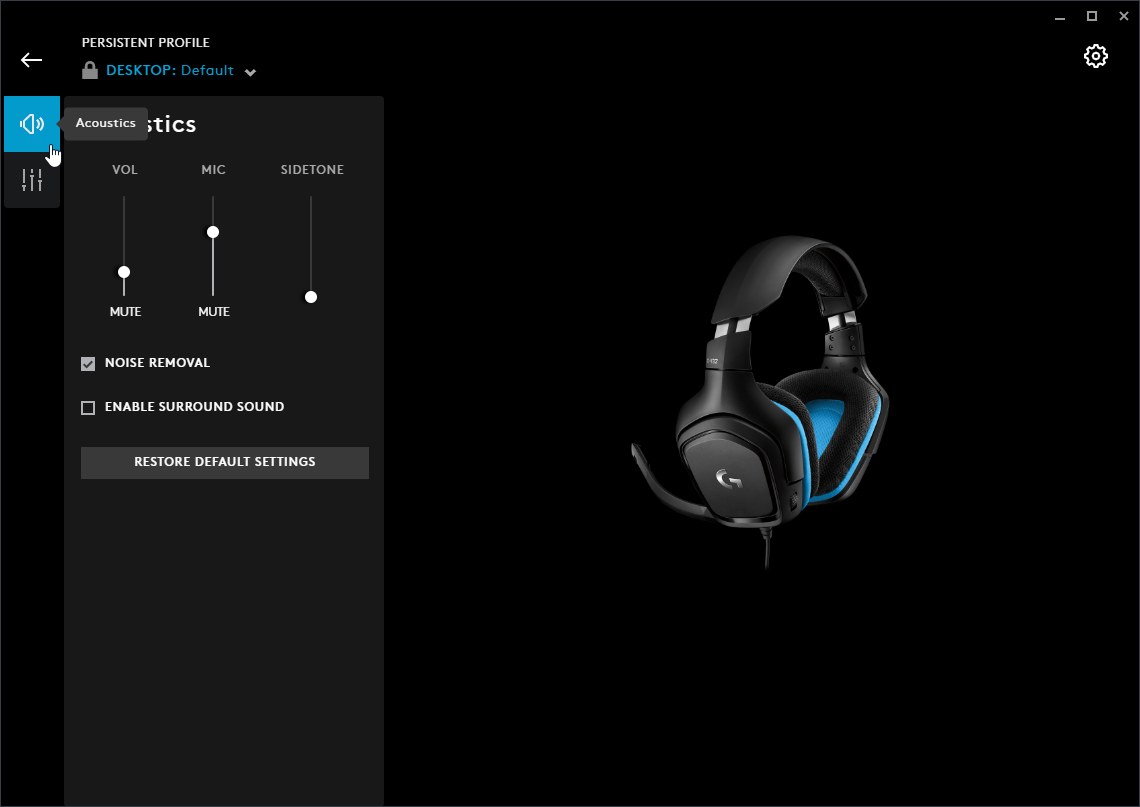 PERSISTENT PROFILE
DESKTOP: Default
Acoustics
stics
VOL MIC SIDETONE
MUTE MUTE
NOISE REMOVAL
ENABLE SURROUND SOUND
RESTORE DEFAULT SETTINGS